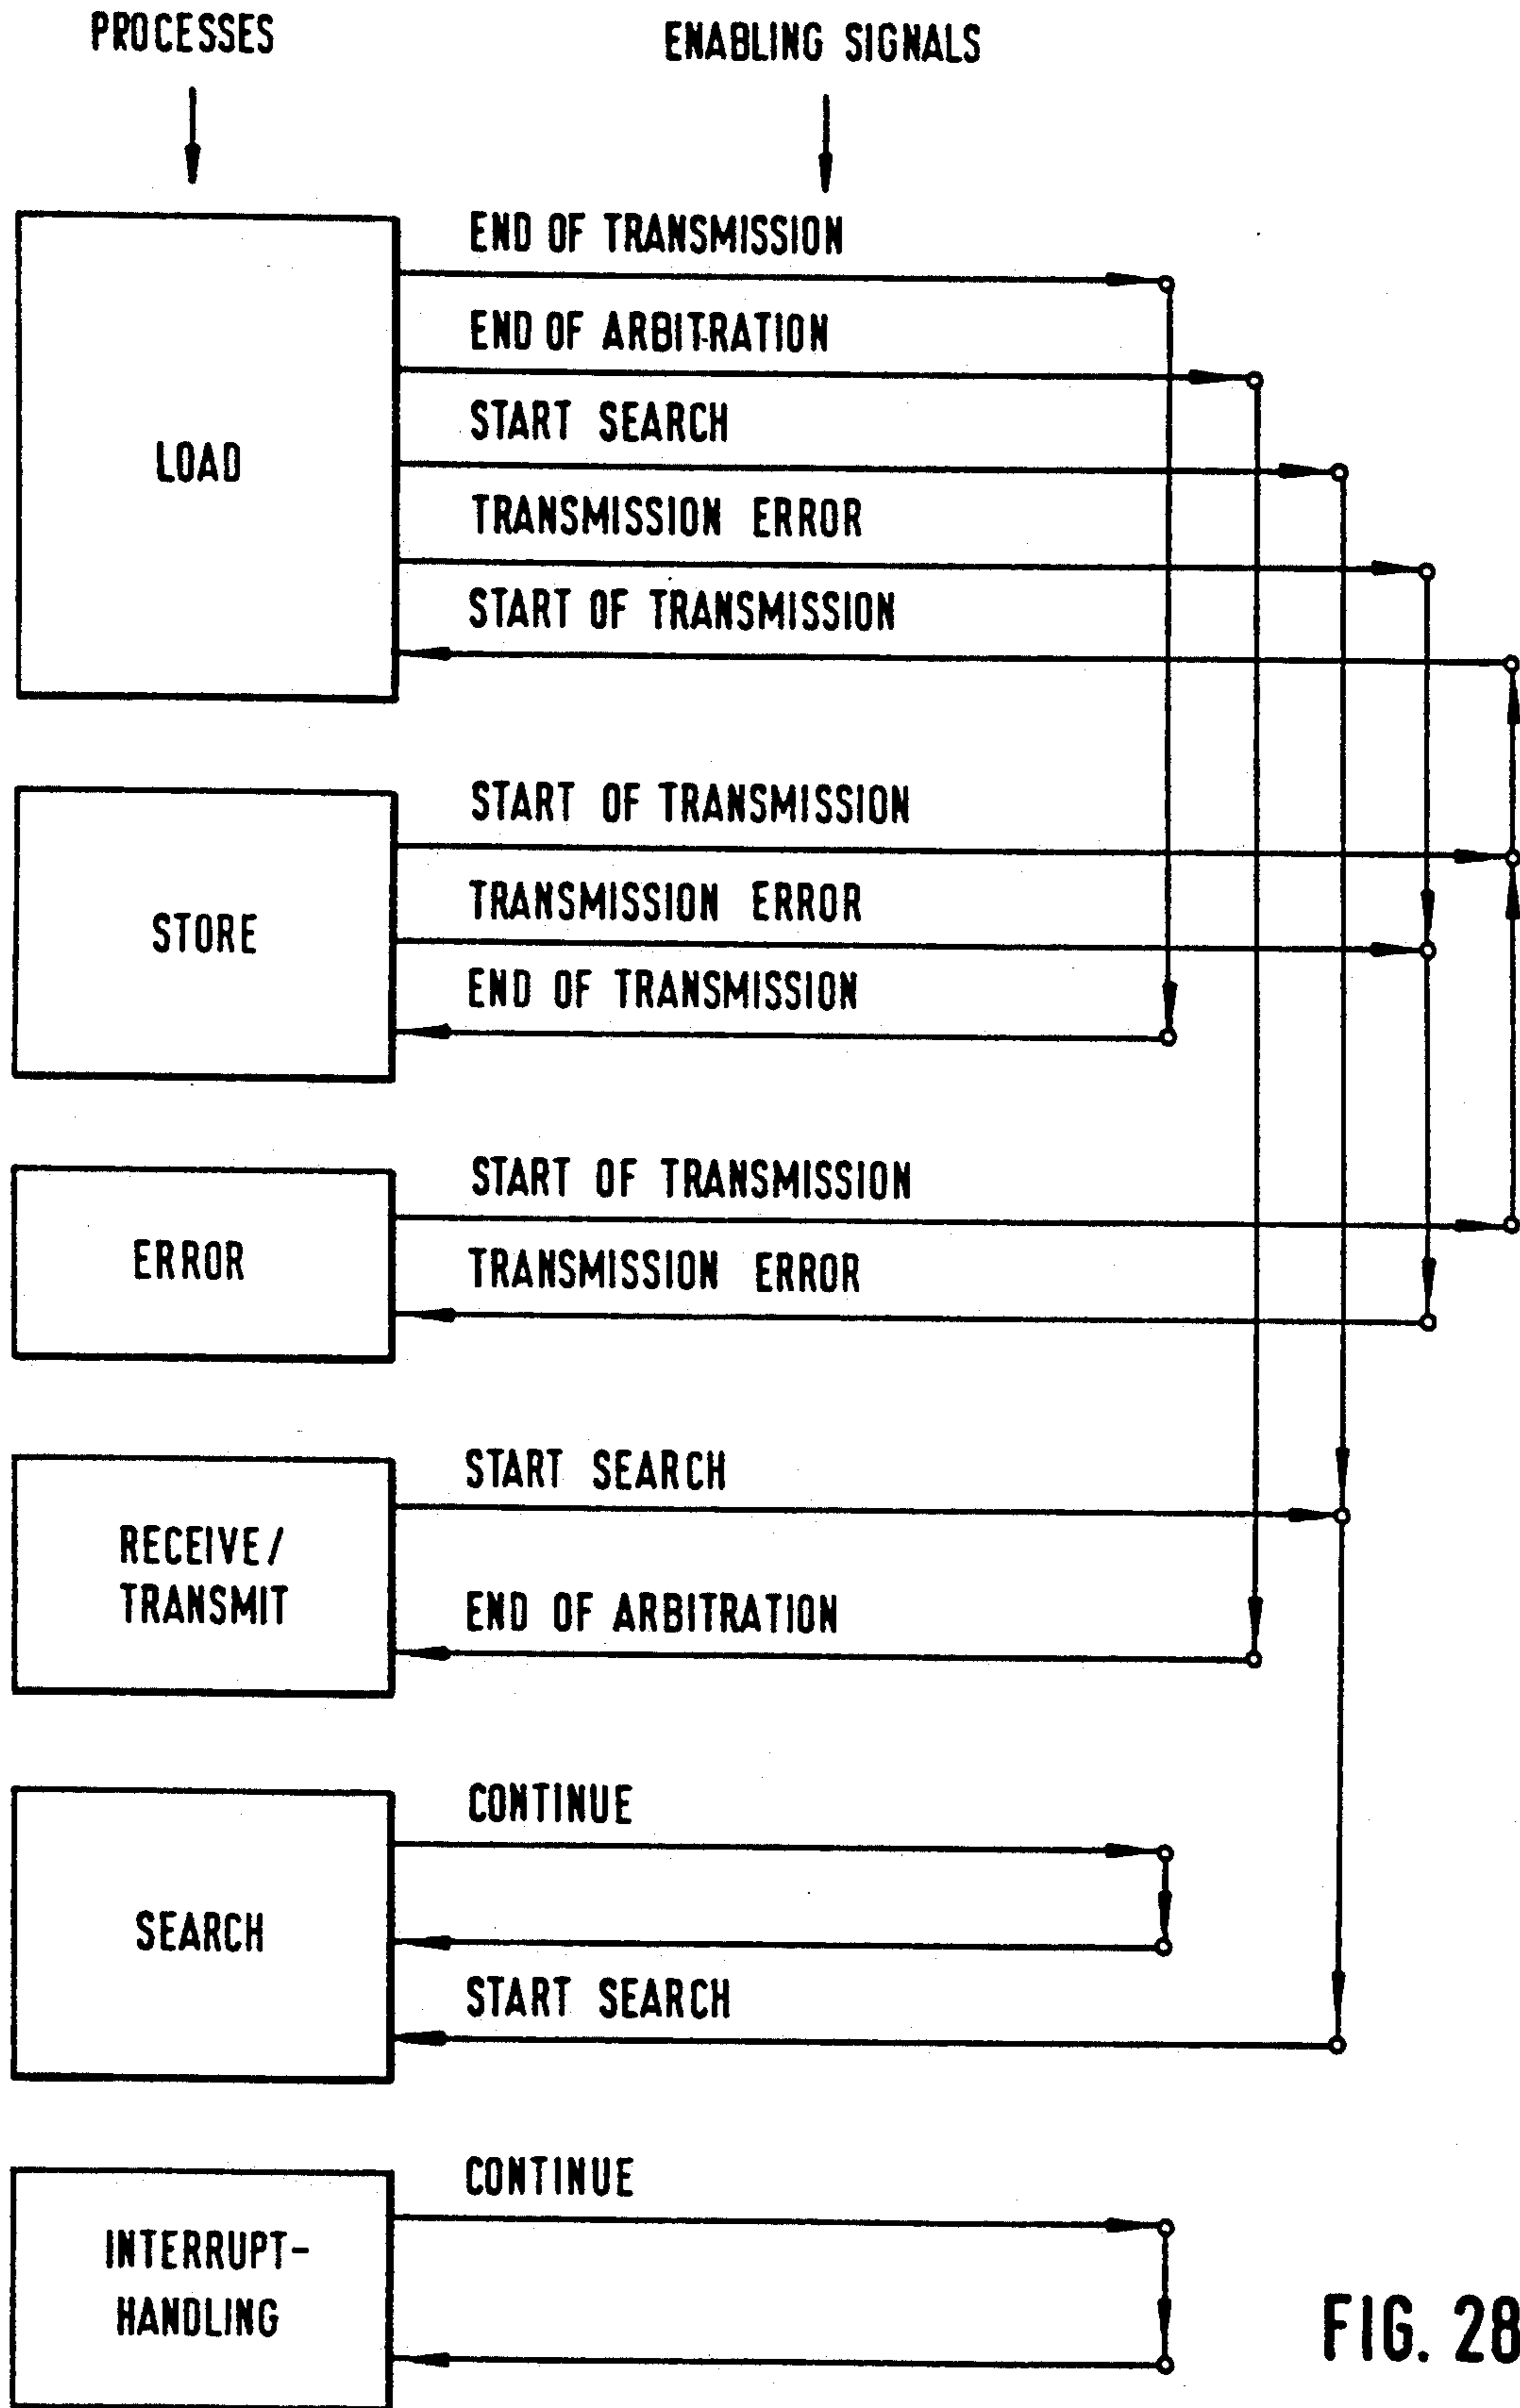 PROCESSES
ENABLING SIGNALS
LOAD
END OF TRANSMISSION
END OF ARBITRATION
START SEARCH
TRANSMISSION ERROR
START OF TRANSMISSION
STORE
START OF TRANSMISSION
TRANSMISSION ERROR
END OF TRANSMISSION
ERROR
START OF TRANSMISSION
TRANSMISSION ERROR
RECEIVE/
TRANSMIT
START SEARCH
END OF ARBITRATION
SEARCH
CONTINUE
START SEARCH
INTERRUPT-
HANDLING
CONTINUE
FIG. 28